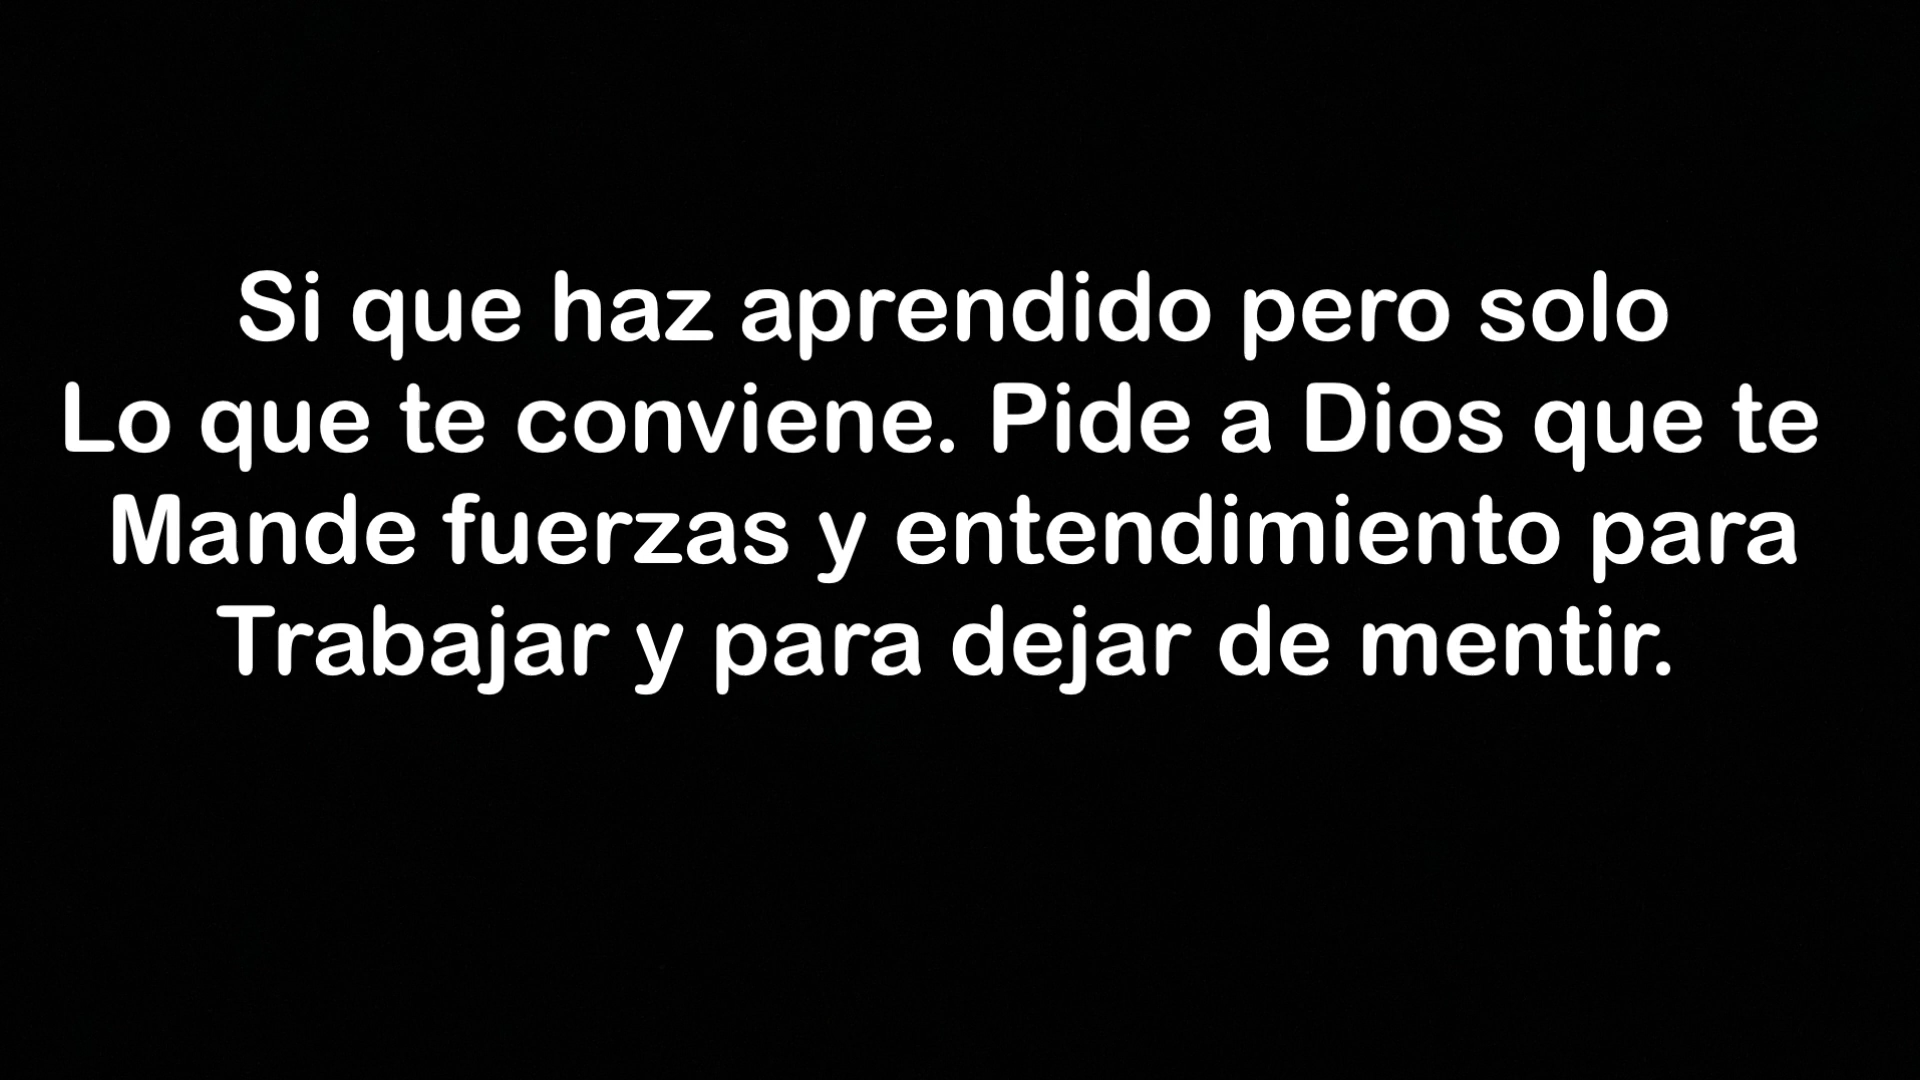 Si que haz aprendido pero solo
Lo que te conviene. Pide a Dios que te
Mande fuerzas y entendimiento para
Trabajar y para dejar de mentir.